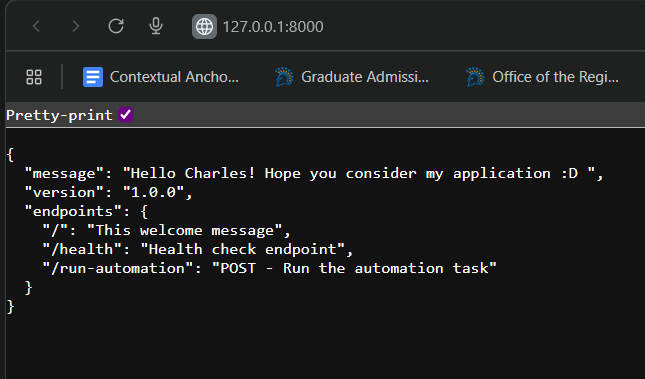 127.0.0.1:8000
Contextual Ancho... Graduate Admissi... Office of the Regi...
Pretty-print
{
  "message": "Hello Charles! Hope you consider my application :D ",
  "version": "1.0.0",
  "endpoints": {
    "/": "This welcome message",
    "/health": "Health check endpoint",
    "/run-automation": "POST - Run the automation task"
  }
}